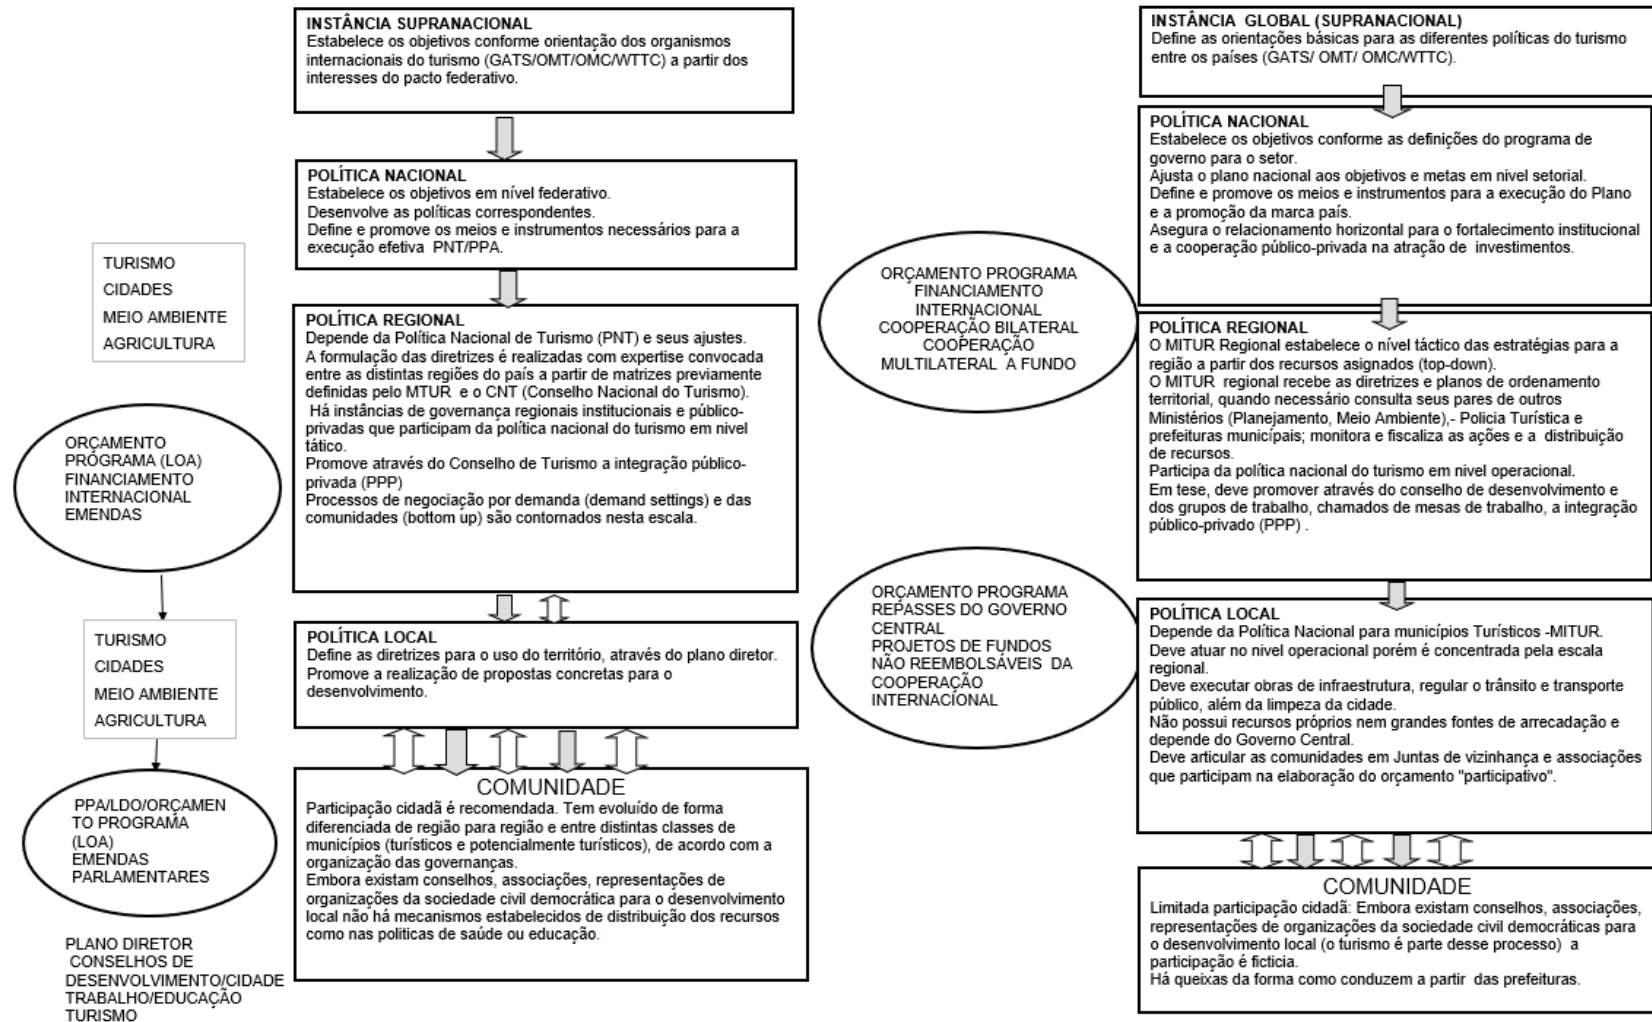 INSTÂNCIA SUPRANACIONAL
Estabelece os objetivos conforme orientação dos organismos
internacionais do turismo (GATS/OMT/OMC/WTTC) a partir dos
interesses do pacto federativo.
POLÍTICA NACIONAL
Estabelece os objetivos em nível federativo.
Desenvolve as políticas correspondentes.
Define e promove os meios e instrumentos necessários para a
execução efetiva PNT/PPA.
TURISMO
CIDADES
MEIO AMBIENTE
AGRICULTURA
POLÍTICA REGIONAL
Depende da Política Nacional de Turismo (PNT) e seus ajustes.
A formulação das diretrizes é realizadas com expertise convocada
entre as distintas regiões do país a partir de matrizes previamente
definidas pelo MTUR e o CNT (Conselho Nacional do Turismo).
Há instâncias de governança regionais institucionais e público-
privadas que participam da política nacional do turismo em nivel
tático.
Promove através do Conselho de Turismo a integração público-
privada (PPP)
Processos de negociação por demanda (demand settings) e das
comunidades (bottom up) são contornados nesta escala.
ORÇAMENTO
PROGRAMA (LOA)
FINANCIAMENTO
INTERNACIONAL
EMENDAS
TURISMO
CIDADES
MEIO AMBIENTE
AGRICULTURA
POLÍTICA LOCAL
Define as diretrizes para o uso do território, através do plano diretor.
Promove a realização de propostas concretas para o
desenvolvimento.
PPA/LDO/ORÇAMEN
TO PROGRAMA
(LOA)
EMENDAS
PARLAMENTARES
COMUNIDADE
Participação cidadã é recomendada. Tem evoluído de forma
diferenciada de região para região e entre distintas classes de
municípios (turísticos e potencialmente turísticos), de acordo com a
organização das governanças.
Embora existam conselhos, associações, representações de
organizações da sociedade civil democrática para o desenvolvimento
local não há mecanismos estabelecidos de distribuição dos recursos
como nas politicas de saúde ou educação.
PLANO DIRETOR
CONSELHOS DE
DESENVOLVIMENTO/CIDADE
TRABALHO/EDUCAÇÃO
TURISMO
INSTÂNCIA GLOBAL (SUPRANACIONAL)
Define as orientações básicas para as diferentes políticas do turismo
entre os países (GATS/ OMT/ OMC/WTTC).
POLÍTICA NACIONAL
Estabelece os objetivos conforme as definições do programa de
governo para o setor.
Ajusta o plano nacional aos objetivos e metas em nivel setorial.
Define e promove os meios e instrumentos para a execução do Plano
e a promoção da marca país.
Asegura o relacionamento horizontal para o fortalecimento institucional
e a cooperação público-privada na atração de investimentos.
ORÇAMENTO PROGRAMA
FINANCIAMENTO
INTERNACIONAL
COOPERAÇÃO BILATERAL
COOPERAÇÃO
MULTILATERAL A FUNDO
POLÍTICA REGIONAL
O MITUR Regional estabelece o nível táctico das estratégias para a
região a partir dos recursos asignados (top-down).
O MITUR regional recebe as diretrizes e planos de ordenamento
territorial, quando necessário consulta seus pares de outros
Ministérios (Planejamento, Meio Ambiente),- Policia Turística e
prefeituras municípais; monitora e fiscaliza as ações e a distribuição
de recursos.
Participa da política nacional do turismo em nivel operacional.
Em tese, deve promover através do conselho de desenvolvimento e
dos grupos de trabalho, chamados de mesas de trabalho, a integração
público-privado (PPP) .
ORÇAMENTO PROGRAMA
REPASSES DO GOVERNO
CENTRAL
PROJETOS DE FUNDOS
NÃO REEMBOLSÁVEIS DA
COOPERAÇÃO
INTERNACIONAL
POLÍTICA LOCAL
Depende da Política Nacional para municípios Turísticos -MITUR.
Deve atuar no nivel operacional porém é concentrada pela escala
regional.
Deve executar obras de infraestrutura, regular o trânsito e transporte
público, além da limpeza da cidade.
Não possui recursos próprios nem grandes fontes de arrecadação e
depende do Governo Central.
Deve articular as comunidades em Juntas de vizinhança e associações
que participam na elaboração do orçamento "participativo".
COMUNIDADE
Limitada participação cidadã: Embora existam conselhos, associações,
representações de organizações da sociedade civil democráticas para
o desenvolvimento local (o turismo é parte desse processo) a
participação é ficticia.
Há queixas da forma como conduzem a partir das prefeituras.